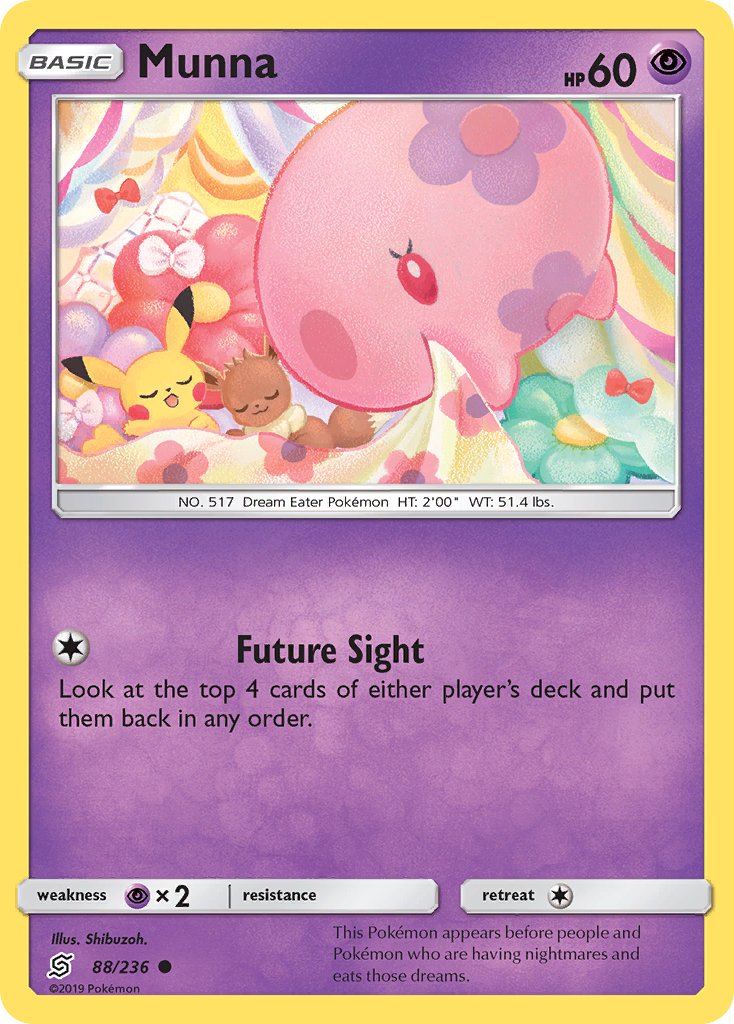 BASIC Munna HP60
NO. 517 Dream Eater Pokémon HT: 2'00" WT: 51.4 lbs.
Future Sight
Look at the top 4 cards of either player's deck and put
them back in any order.
weakness ×2 resistance retreat
Illus. Shibuzoh.
88/236
©2019 Pokémon
This Pokémon appears before people and
Pokémon who are having nightmares and
eats those dreams.